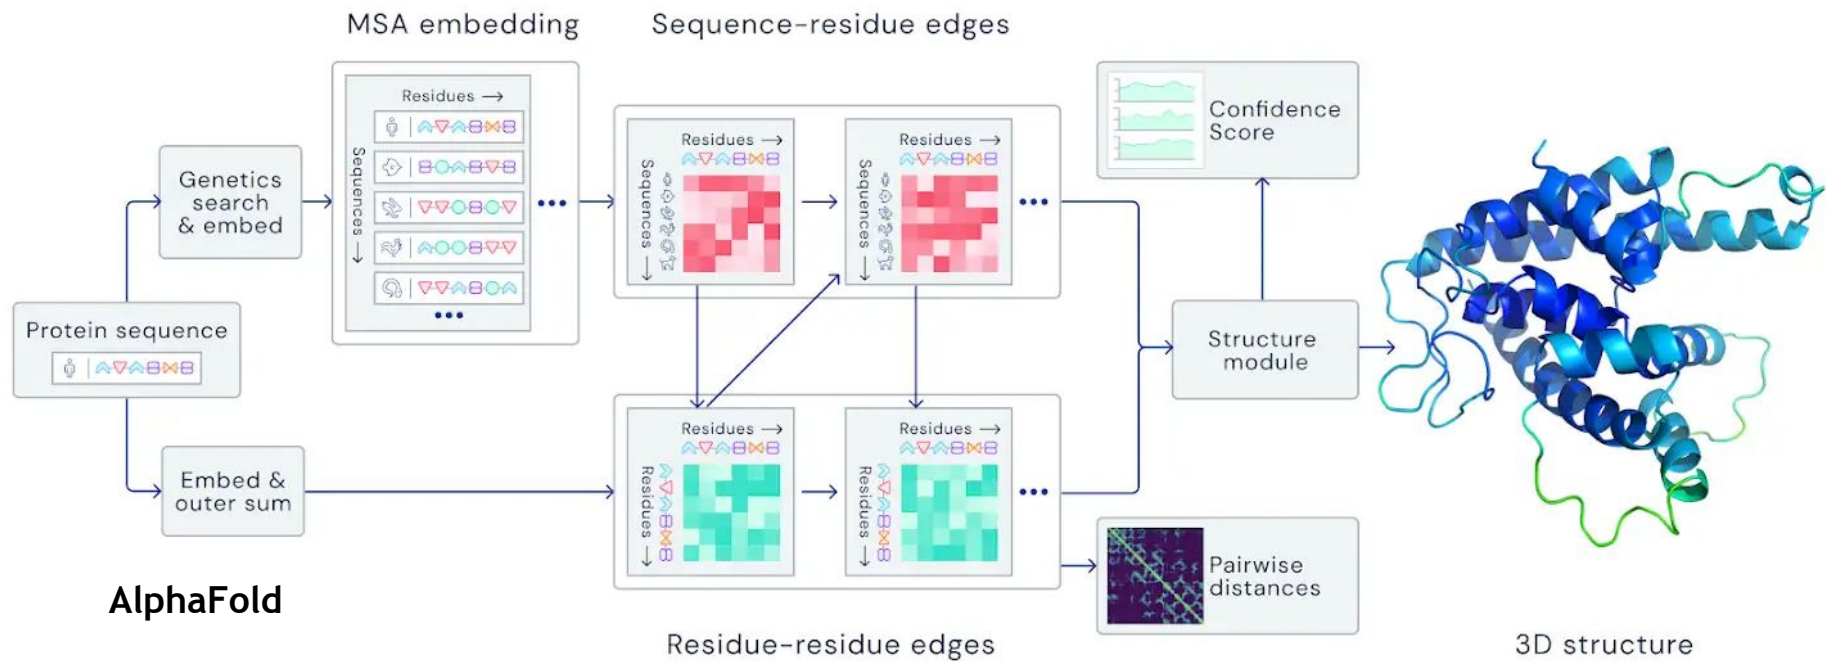 MSA embedding
Sequence-residue edges
Residues →
Sequences →
Genetics
search
& embed
Protein sequence
Embed &
outer sum
Residues →
Sequences →
Residues →
Sequences →
Residues →
Residues →
Residues →
Residues →
Confidence
Score
Structure
module
Pairwise
distances
AlphaFold
Residue-residue edges
3D structure